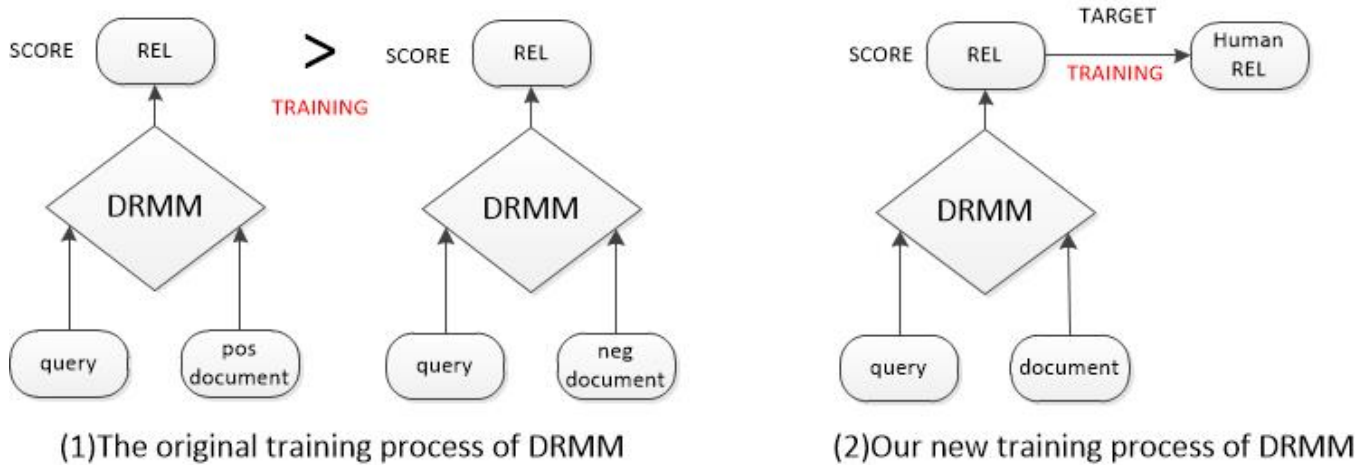 SCORE
REL
>
TRAINING
SCORE
REL
DRMM
DRMM
query
pos
document
query
neg
document
(1)The original training process of DRMM
TARGET
SCORE
REL
TRAINING
Human
REL
DRMM
query
document
(2)Our new training process of DRMM